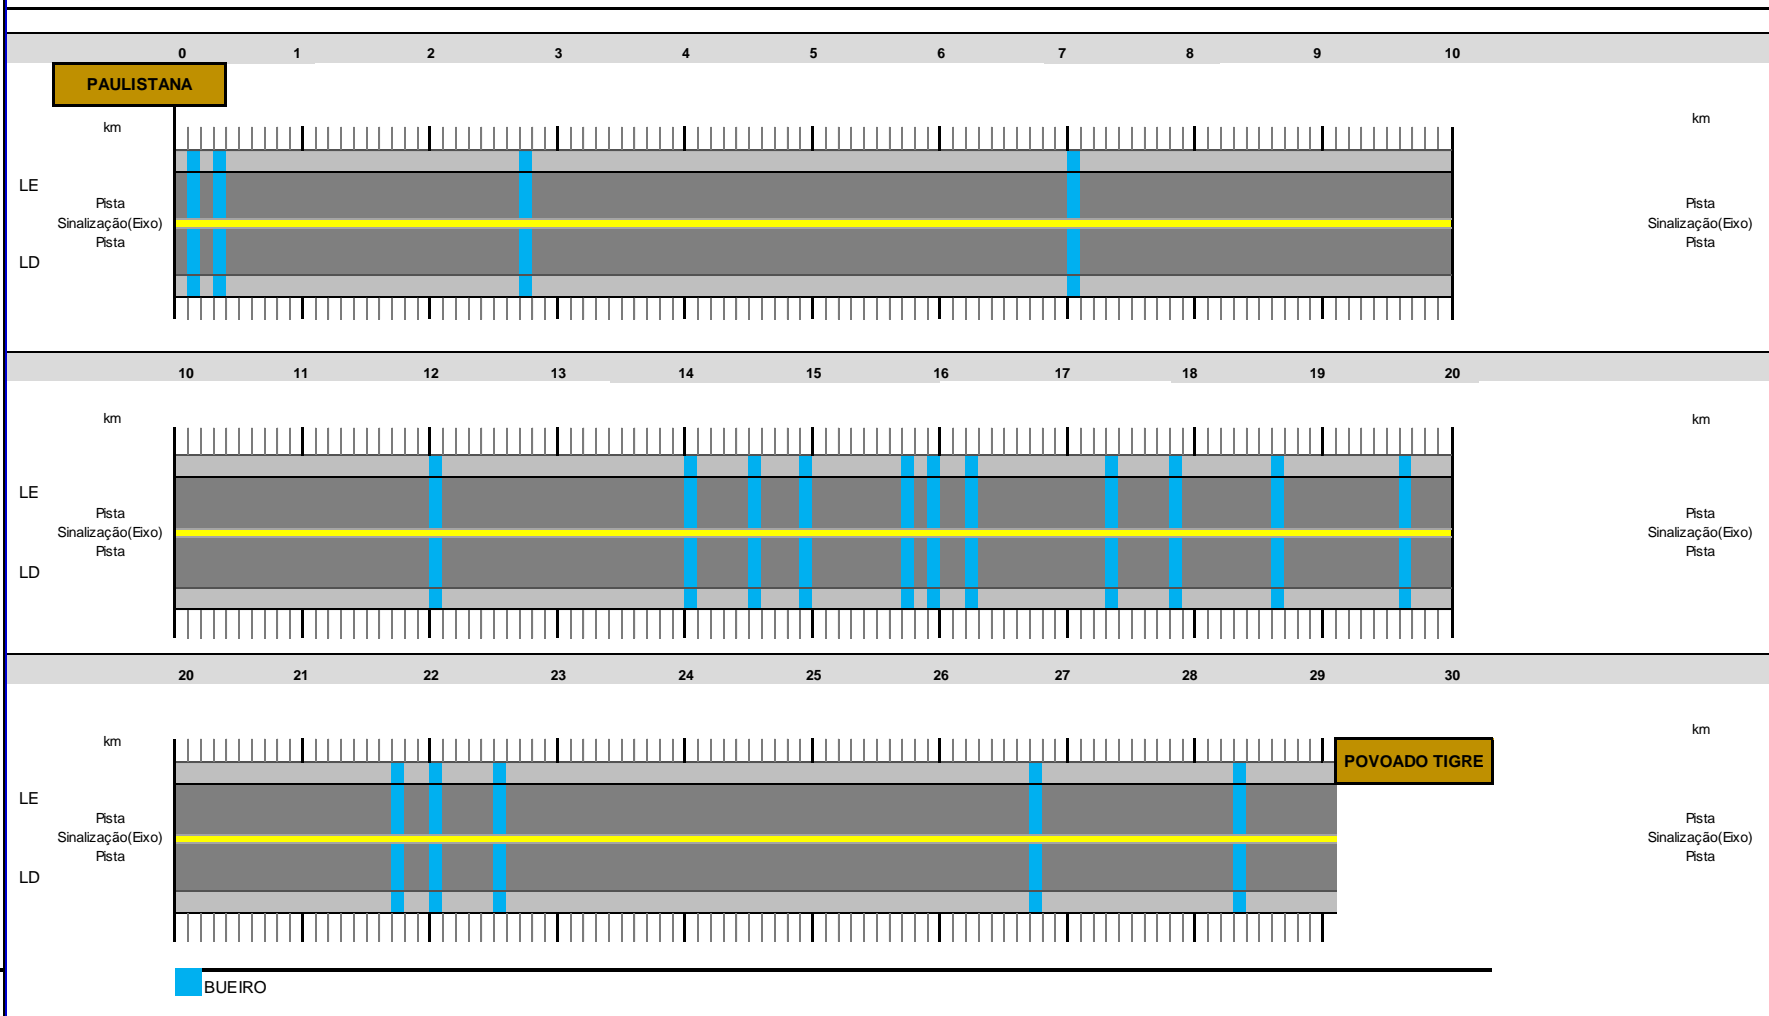 0 1 2 3 4 5 6 7 8 9 10
PAULISTANA
km km
LE
Pista Pista
Sinalização(Eixo) Sinalização(Eixo)
Pista Pista
LD
10 11 12 13 14 15 16 17 18 19 20
km km
LE
Pista Pista
Sinalização(Eixo) Sinalização(Eixo)
Pista Pista
LD
20 21 22 23 24 25 26 27 28 29 30
km km
POVOADO TIGRE
LE
Pista Pista
Sinalização(Eixo) Sinalização(Eixo)
Pista Pista
LD
BUEIRO